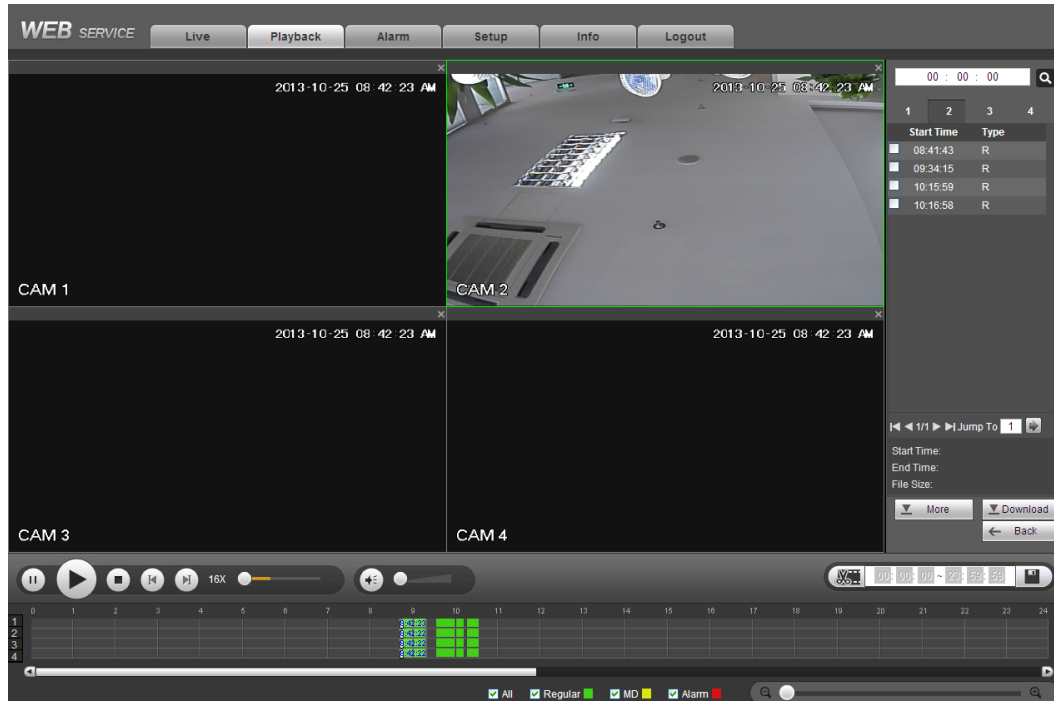 WEB SERVICE Live Playback Alarm Setup Info Logout
2013-10-25 08:42:23 AM
2013-10-25 08:42:23 AM
00 : 00 : 00
1 2 3 4
Start Time Type
08:41:43 R
09:34:15 R
10:15:59 R
10:16:58 R
CAM 1
CAM 2
2013-10-25 08:42:23 AM
2013-10-25 08:42:23 AM
1/1 Jump To 1
Start Time:
End Time:
File Size:
More Download
Back
CAM 3
CAM 4
16X
00: 00: 00 ~ 23: 59: 59
0 1 2 3 4 5 6 7 8 9 10 11 12 13 14 15 16 17 18 19 20 21 22 23 24
1
2
3
4
All Regular MD Alarm